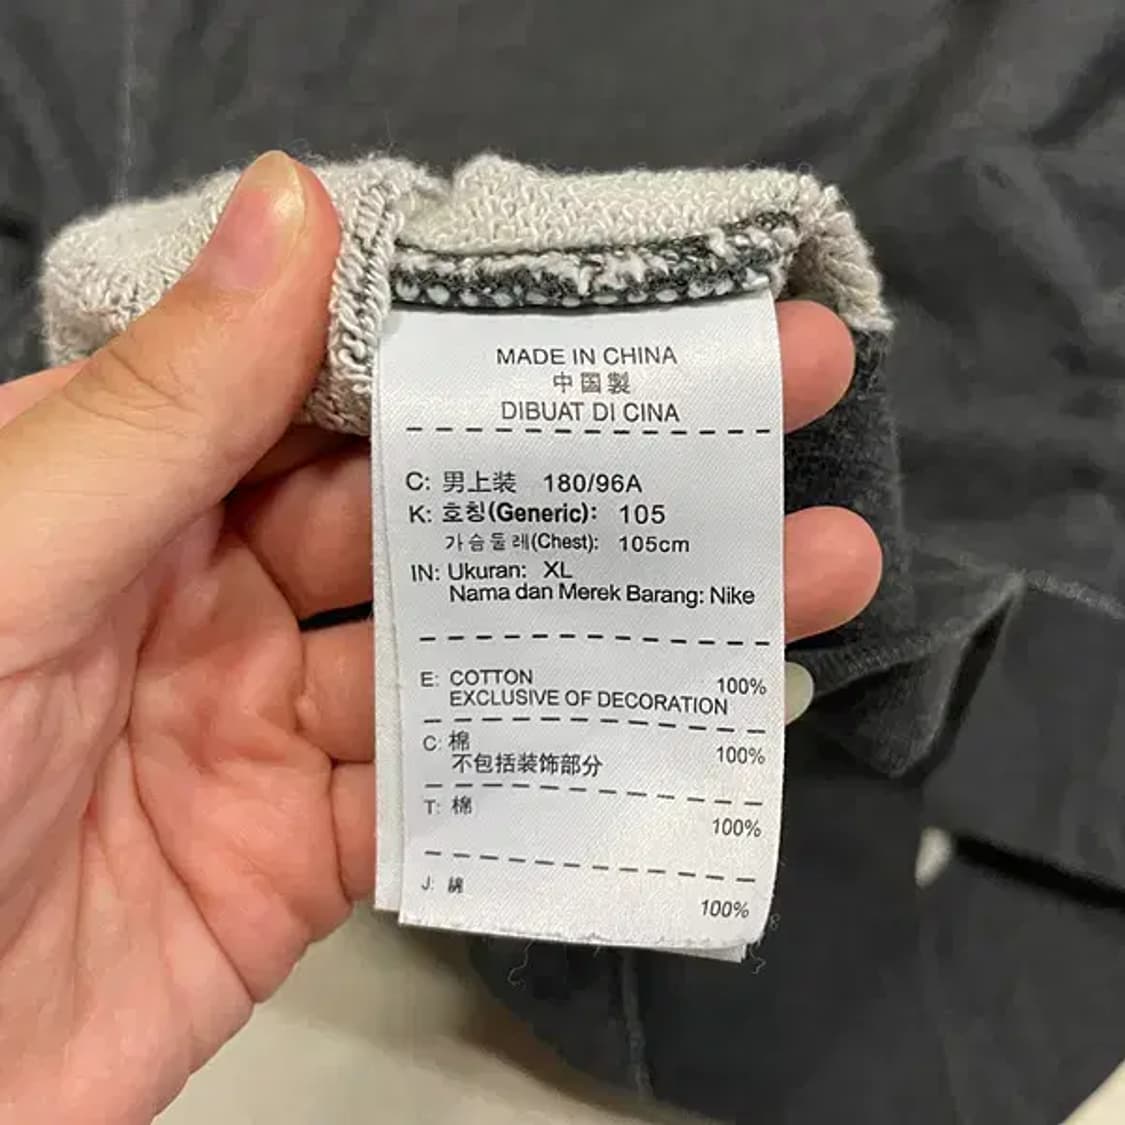 MADE IN CHINA
中国製
DIBUAT DI CINA
C: 男上装 180/96A
K: 호칭(Generic): 105
가슴둘레(Chest): 105cm
IN: Ukuran: XL
Nama dan Merek Barang: Nike
E: COTTON 100%
EXCLUSIVE OF DECORATION
C: 棉 100%
不包括装饰部分
T: 棉 100%
J: 綿 100%